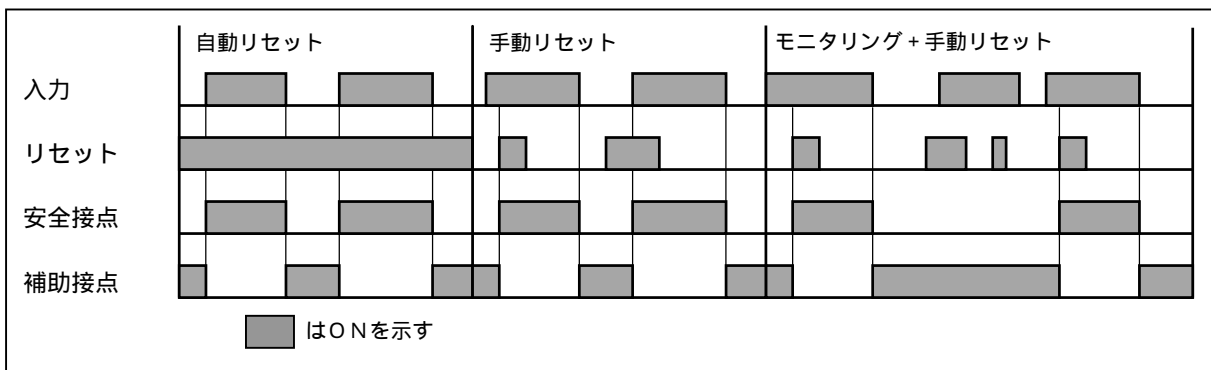 自動リセット
手動リセット
モニタリング+手動リセット
入力
リセット
安全接点
補助接点
はONを示す